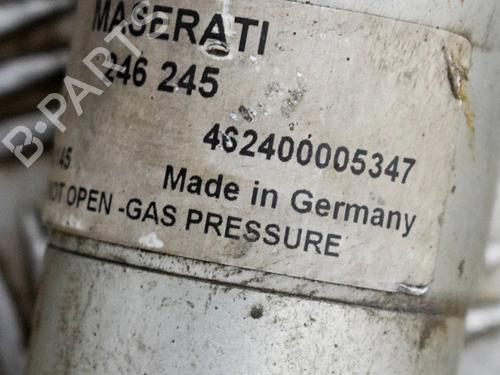 MASERATI
246 245
462400005347
45
Made in Germany
NOT OPEN -GAS PRESSURE
B-PARTS